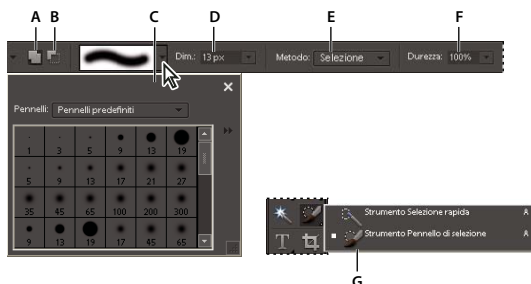 A B C D E F
Dim.: 13 px Metodo: Selezione Durezza: 100%
Pennelli: Pennelli predefiniti
1 3 5 9 13 19
5 9 13 17 21 27
35 45 65 100 200 300
9 13 19 17 45 65
Strumento Selezione rapida A
T Strumento Pennello di selezione A
G